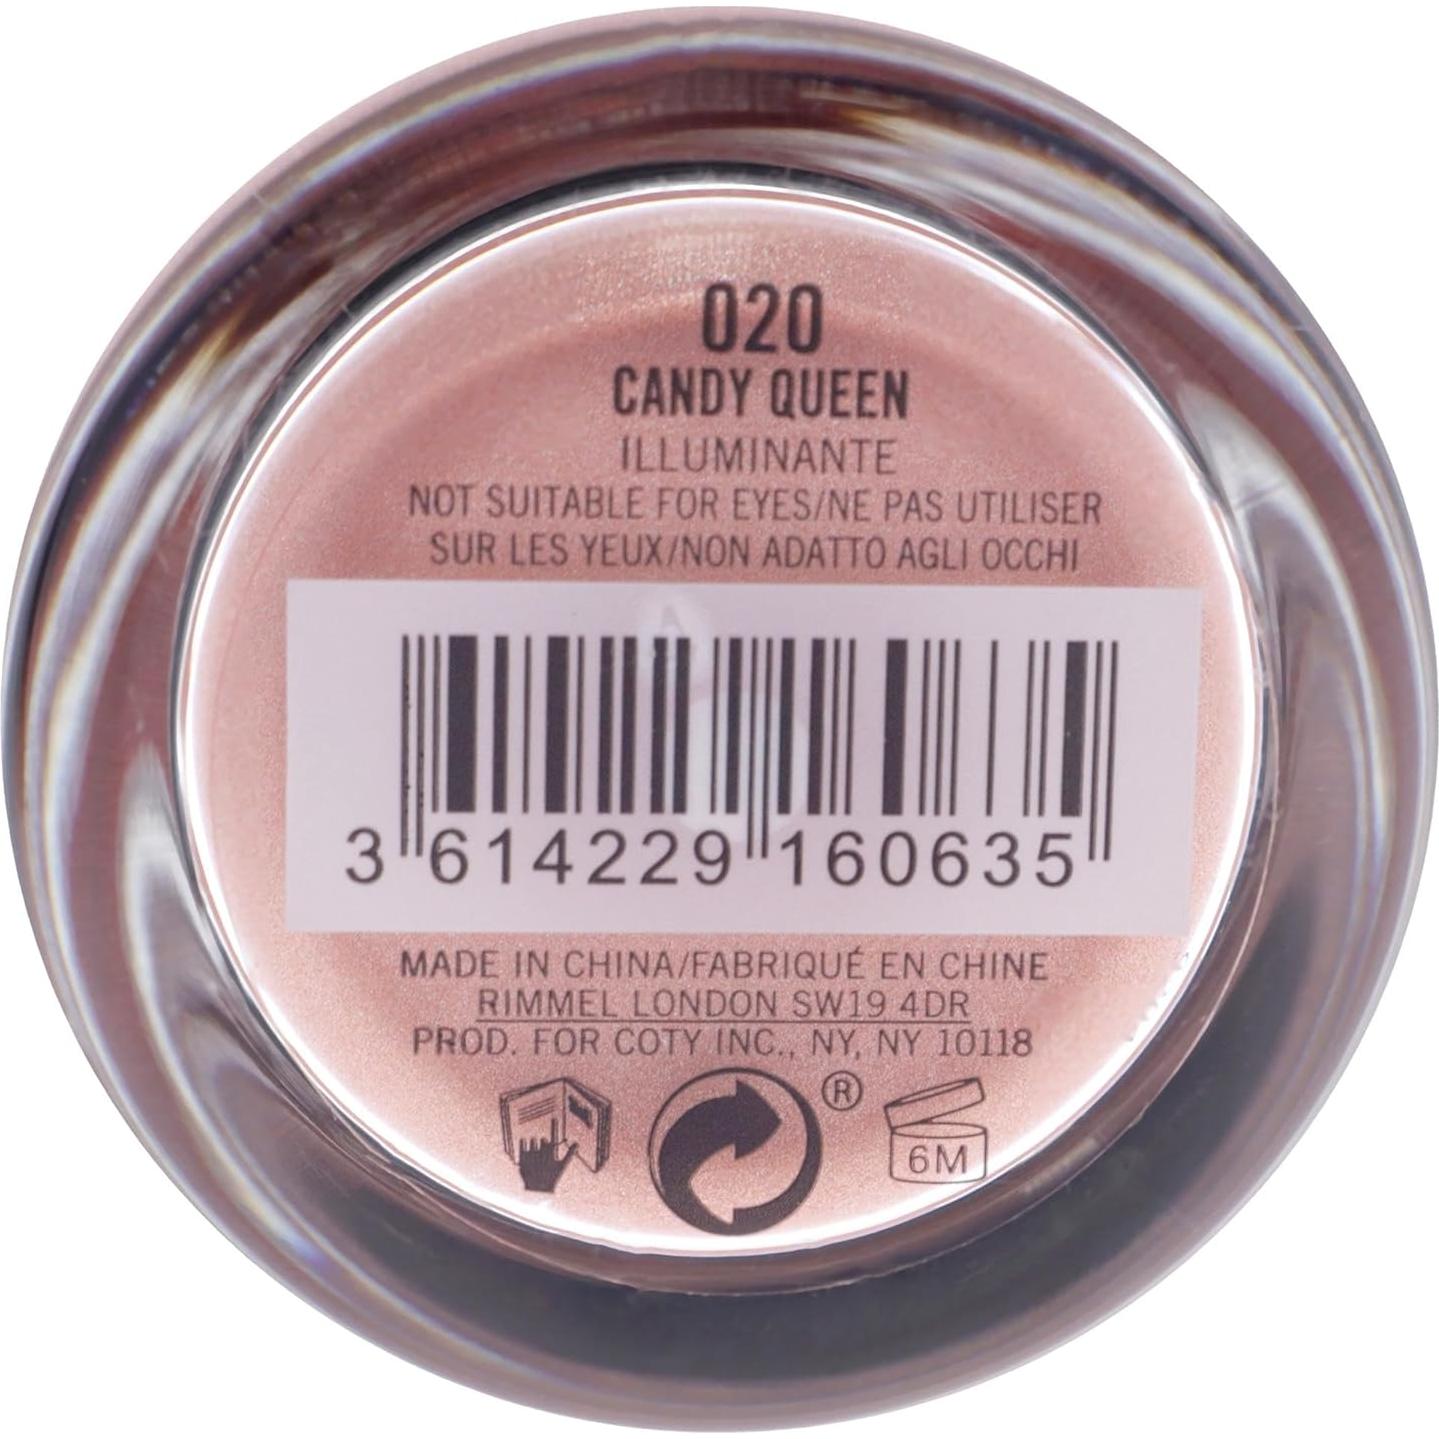 020
CANDY QUEEN
ILLUMINANTE
NOT SUITABLE FOR EYES/NE PAS UTILISER
SUR LES YEUX/NON ADATTO AGLI OCCHI
3 614229 160635
MADE IN CHINA/FABRIQUÉ EN CHINE
RIMMEL LONDON SW19 4DR
PROD. FOR COTY INC., NY, NY 10118
®
6M